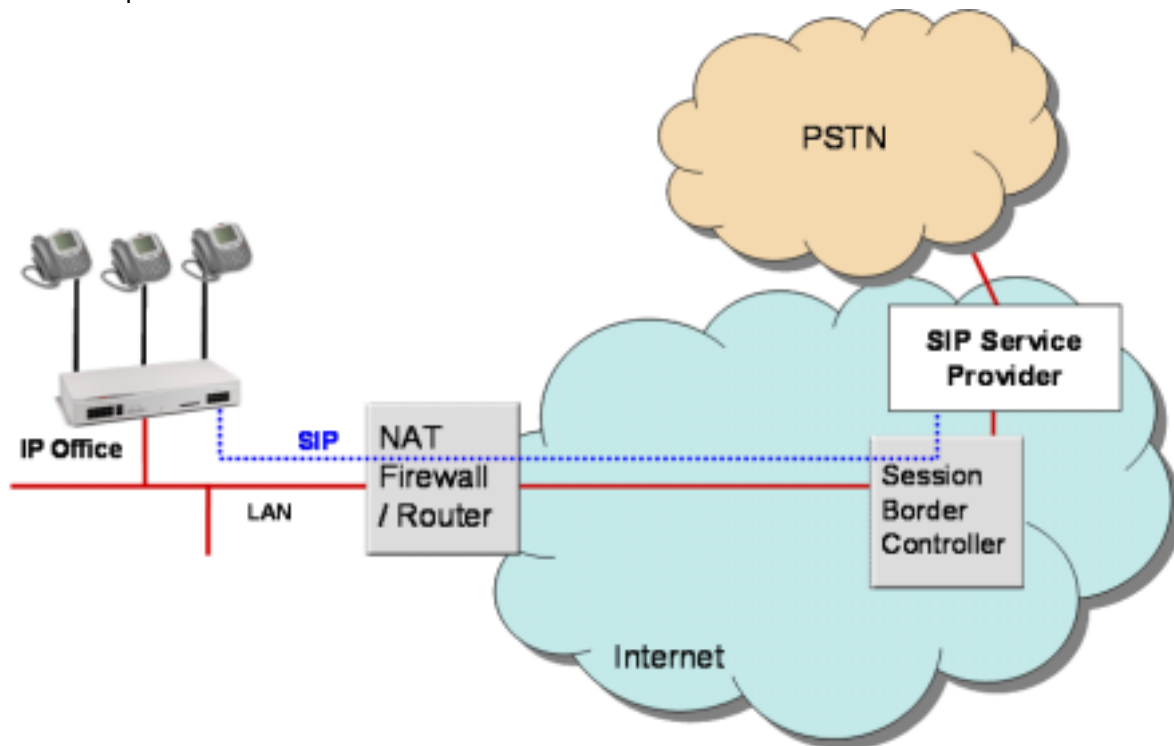 PSTN
SIP Service
Provider
IP Office
SIP
NAT
Firewall
/ Router
LAN
Session
Border
Controller
Internet